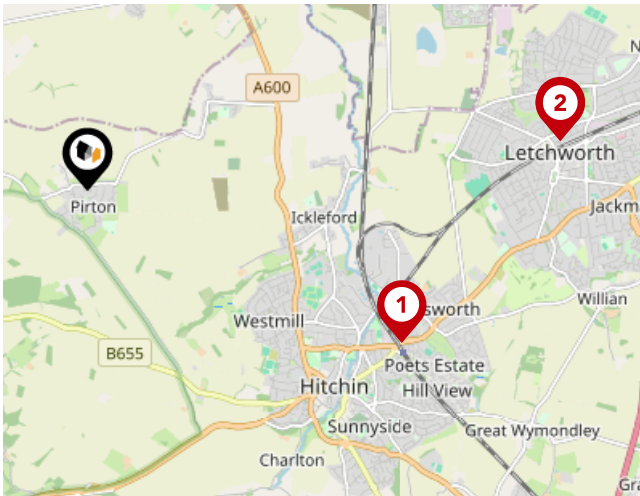 N
A600
2
Letchworth
Pirton
Jackm
Ickleford
1
sworth
Willian
Westmill
B655
Poets Estate
Hitchin
Hill View
Sunnyside
Great Wymondley
Charlton
Gra